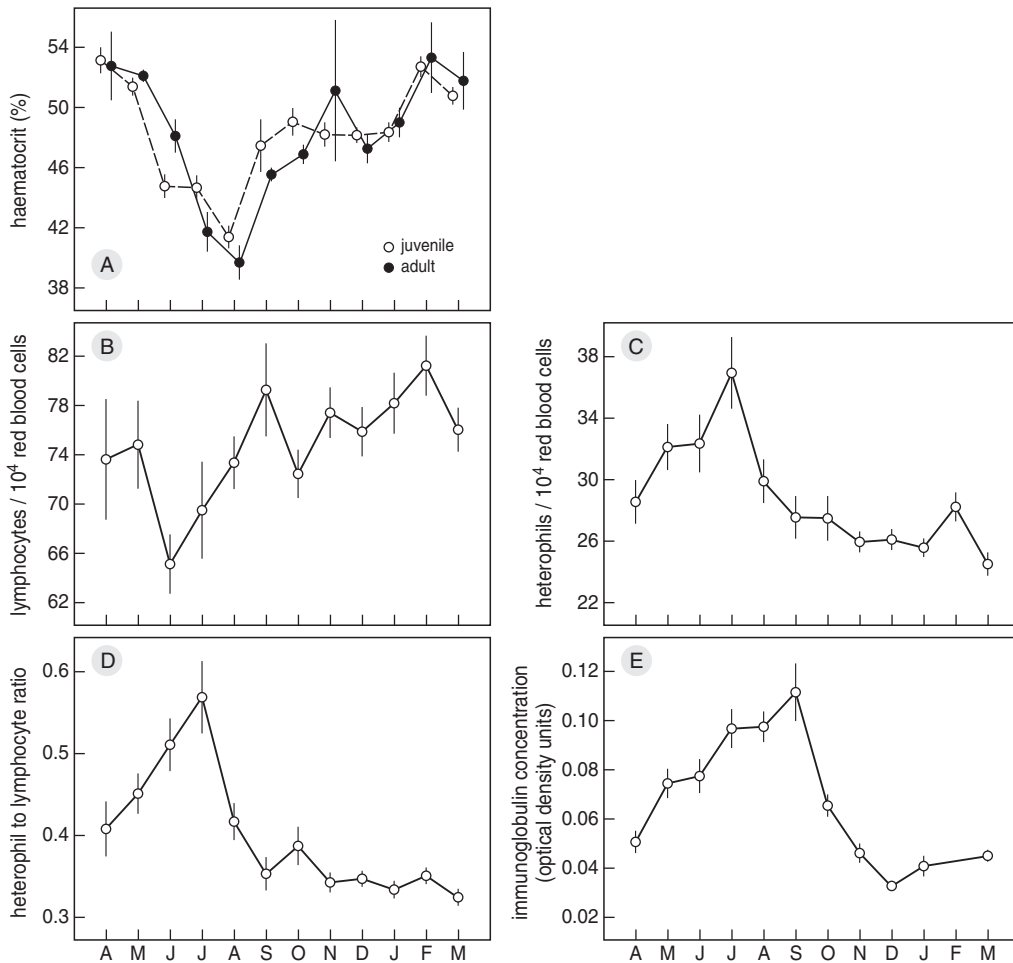 A
haematocrit (%)
54
50
46
42
38
juvenile
adult
B
lymphocytes / 10⁴ red blood cells
82
78
74
70
66
62
C
heterophils / 10⁴ red blood cells
38
34
30
26
22
D
heterophil to lymphocyte ratio
0.6
0.5
0.4
0.3
A M J J A S O N D J F M
E
immunoglobulin concentration
(optical density units)
0.12
0.10
0.08
0.06
0.04
0.02
A M J J A S O N D J F M